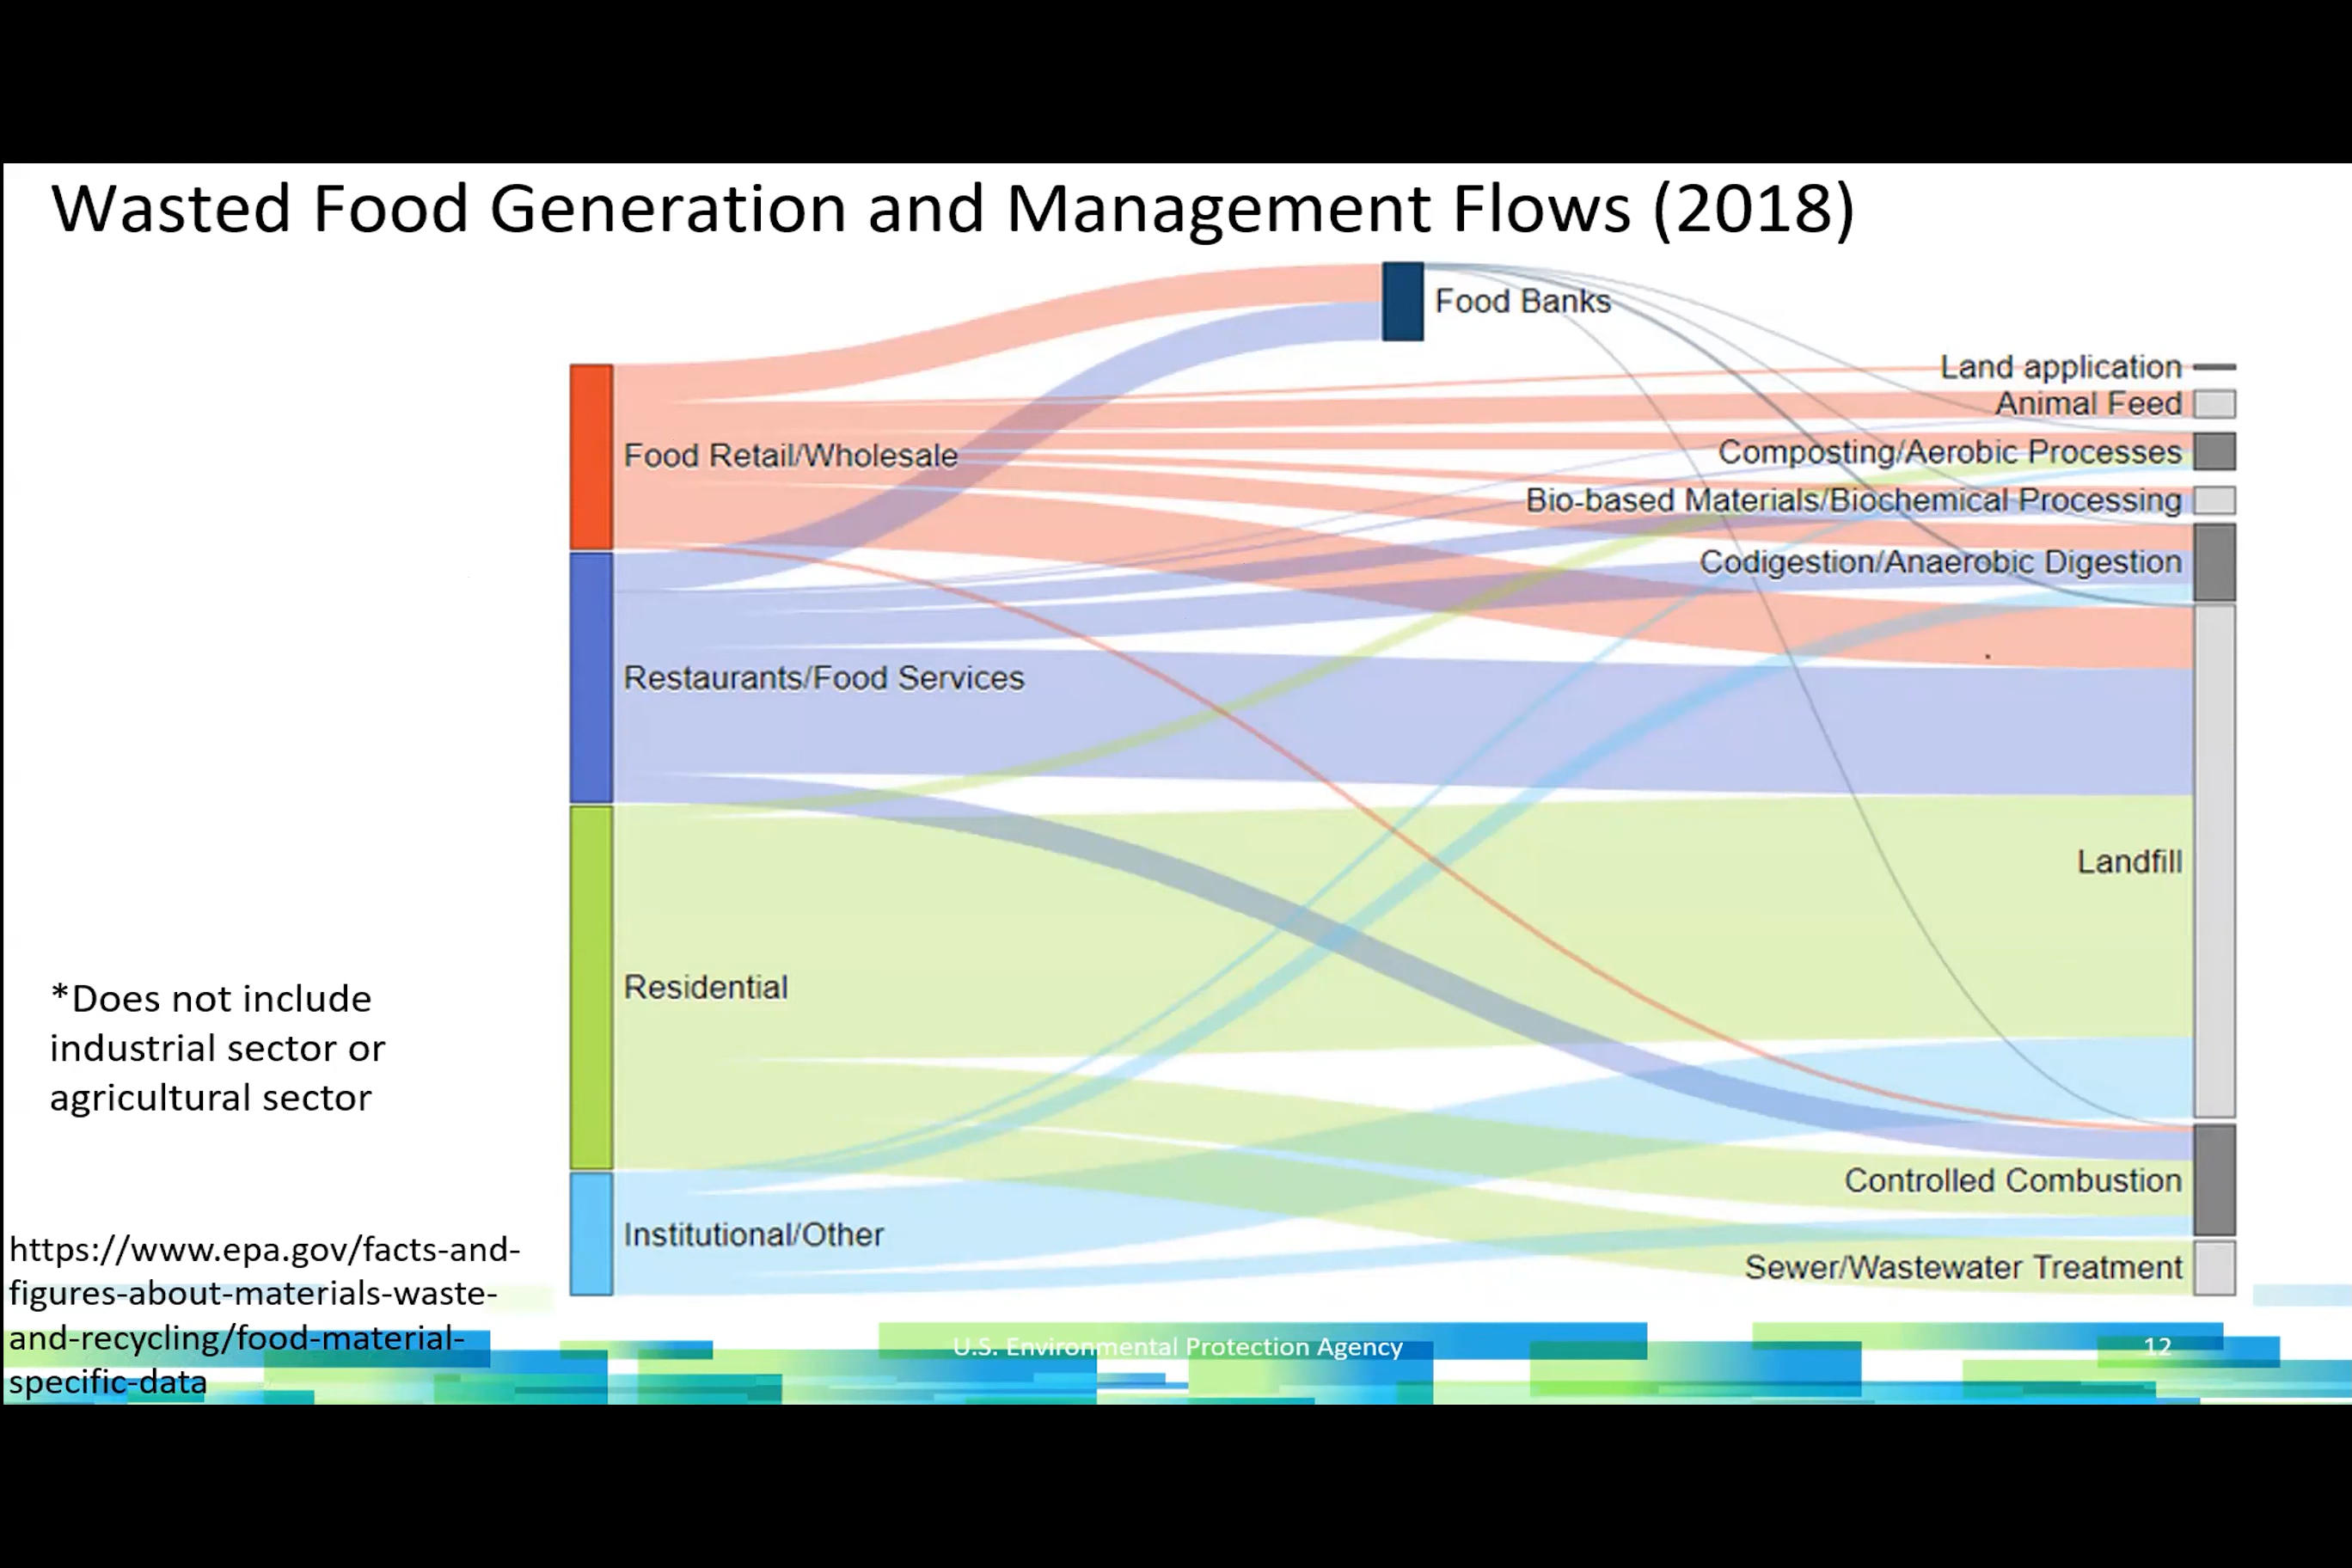 Wasted Food Generation and Management Flows (2018)
Food Banks
Land application
Animal Feed
Food Retail/Wholesale
Composting/Aerobic Processes
Bio-based Materials/Biochemical Processing
Codigestion/Anaerobic Digestion
Restaurants/Food Services
Landfill
Residential
*Does not include
industrial sector or
agricultural sector
Controlled Combustion
Institutional/Other
Sewer/Wastewater Treatment
https://www.epa.gov/facts-and-
figures-about-materials-waste-
and-recycling/food-material-
specific-data
U.S. Environmental Protection Agency
12